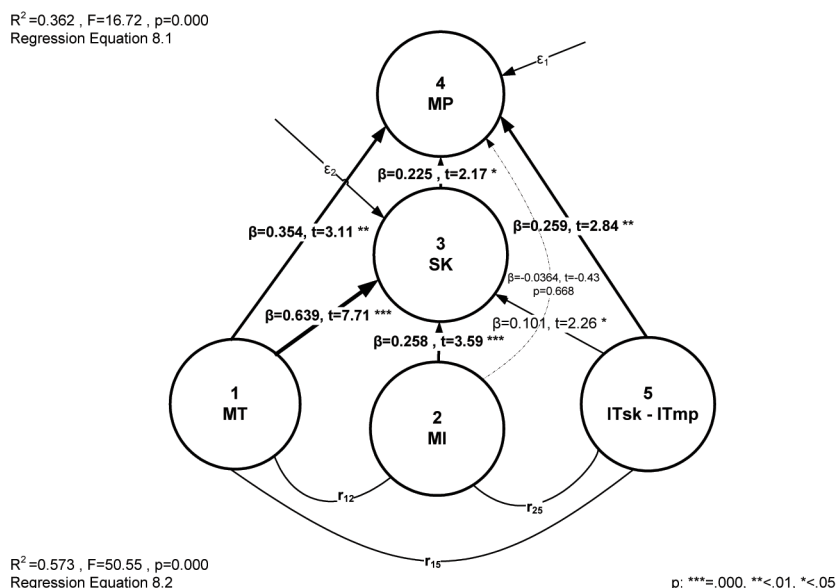 R²=0.362 , F=16.72 , p=0.000
Regression Equation 8.1
ε₁
4
MP
ε₂
β=0.225 , t=2.17 *
β=0.354, t=3.11 **
β=0.259, t=2.84 **
3
SK
β=-0.0364, t=-0.43
p=0.668
β=0.639, t=7.71 ***
β=0.101, t=2.26 *
β=0.258 , t=3.59 ***
1
MT
2
MI
5
ITsk - ITmp
r₁₂
r₂₅
r₁₅
R²=0.573 , F=50.55 , p=0.000
Regression Equation 8.2
p: ***=.000, **<.01, *<.05